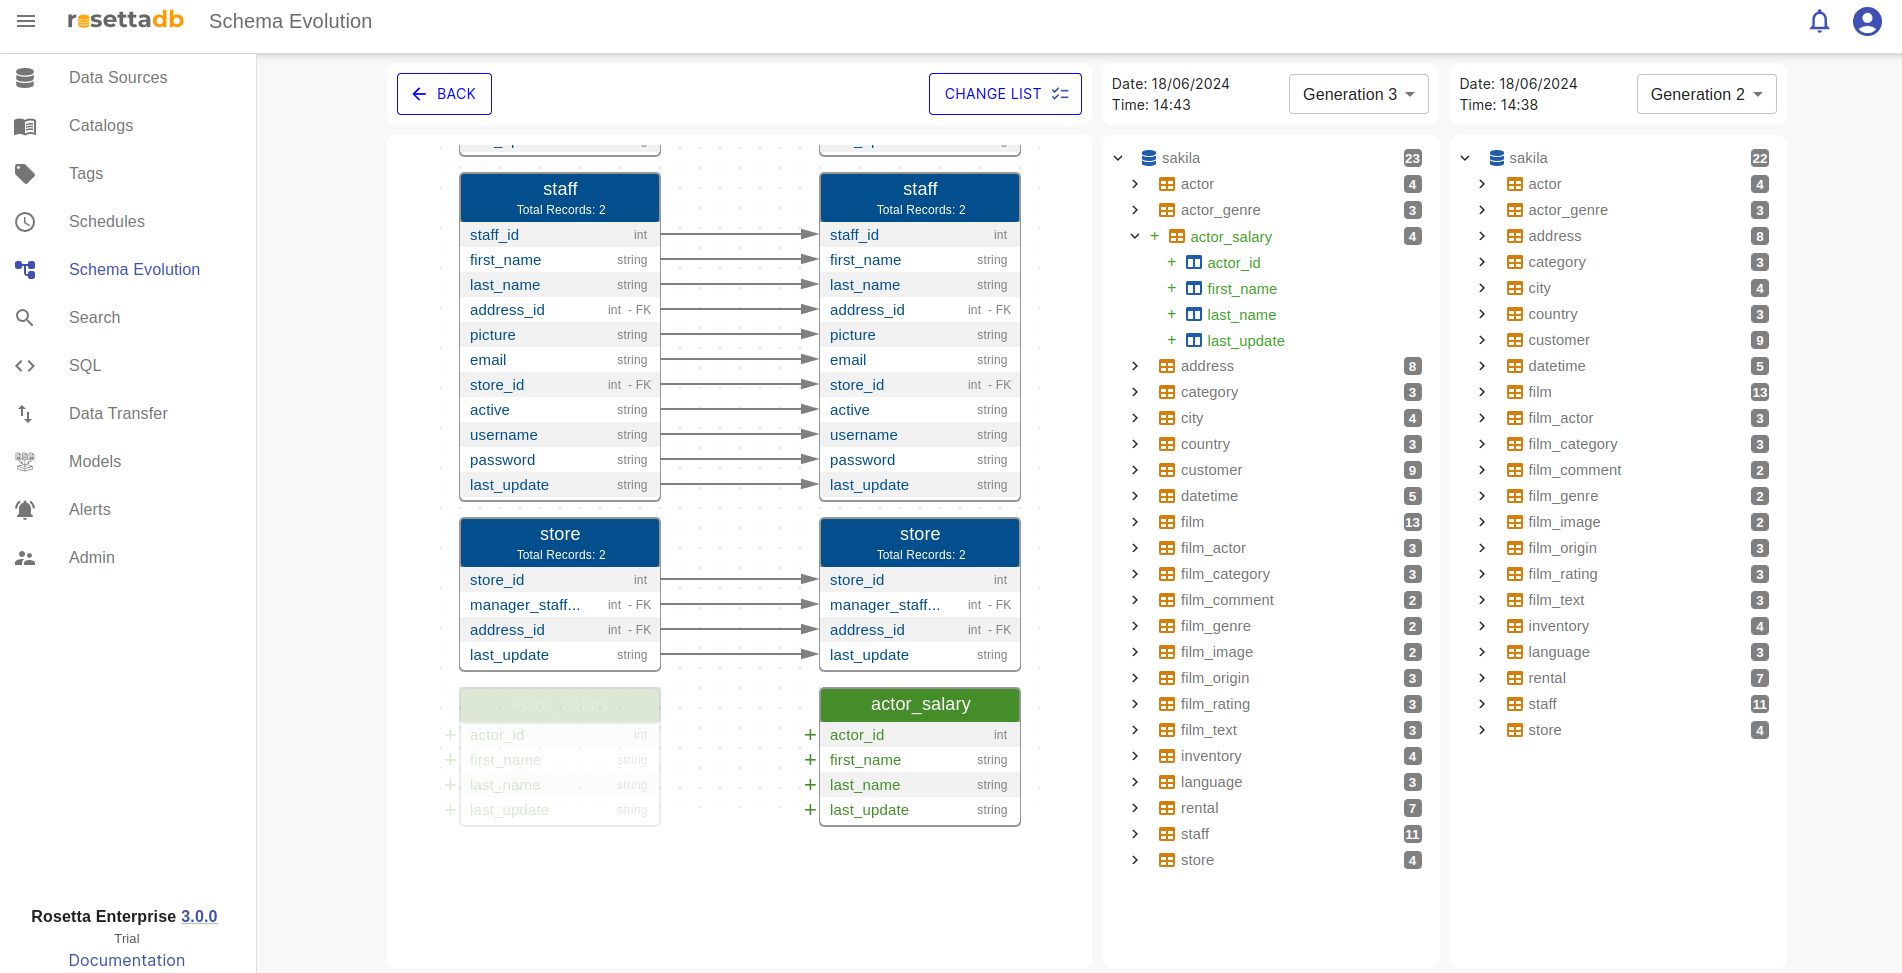 rosettadb
Schema Evolution
Data Sources
Catalogs
Tags
Schedules
Schema Evolution
Search
SQL
Data Transfer
Models
Alerts
Admin
Rosetta Enterprise 3.0.0
Trial
Documentation
BACK
CHANGE LIST
staff
Total Records: 2
staff_id int
first_name string
last_name string
address_id int - FK
picture string
email string
store_id int - FK
active string
username string
password string
last_update string
staff
Total Records: 2
staff_id int
first_name string
last_name string
address_id int - FK
picture string
email string
store_id int - FK
active string
username string
password string
last_update string
store
Total Records: 2
store_id int
manager_staff... int - FK
address_id int - FK
last_update string
store
Total Records: 2
store_id int
manager_staff... int - FK
address_id int - FK
last_update string
actor_salary
+ actor_id int
+ first_name string
+ last_name string
+ last_update string
actor_salary
+ actor_id int
+ first_name string
+ last_name string
+ last_update string
Date: 18/06/2024
Time: 14:43
Generation 3
sakila 23
actor 4
actor_genre 3
+ actor_salary 4
+ actor_id
+ first_name
+ last_name
+ last_update
address 8
category 3
city 4
country 3
customer 9
datetime 5
film 13
film_actor 3
film_category 3
film_comment 2
film_genre 2
film_image 2
film_origin 3
film_rating 3
film_text 3
inventory 4
language 3
rental 7
staff 11
store 4
Date: 18/06/2024
Time: 14:38
Generation 2
sakila 22
actor 4
actor_genre 3
address 8
category 3
city 4
country 3
customer 9
datetime 5
film 13
film_actor 3
film_category 3
film_comment 2
film_genre 2
film_image 2
film_origin 3
film_rating 3
film_text 3
inventory 4
language 3
rental 7
staff 11
store 4